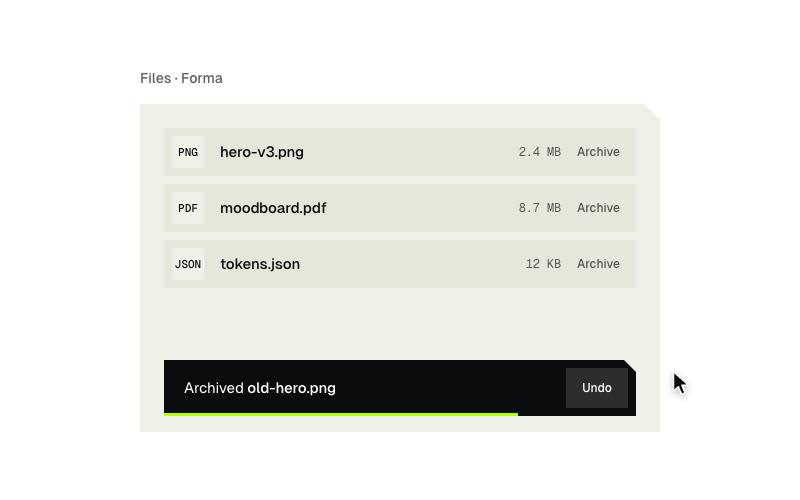 Files · Forma
PNG hero-v3.png 2.4 MB Archive
PDF moodboard.pdf 8.7 MB Archive
JSON tokens.json 12 KB Archive
Archived old-hero.png Undo